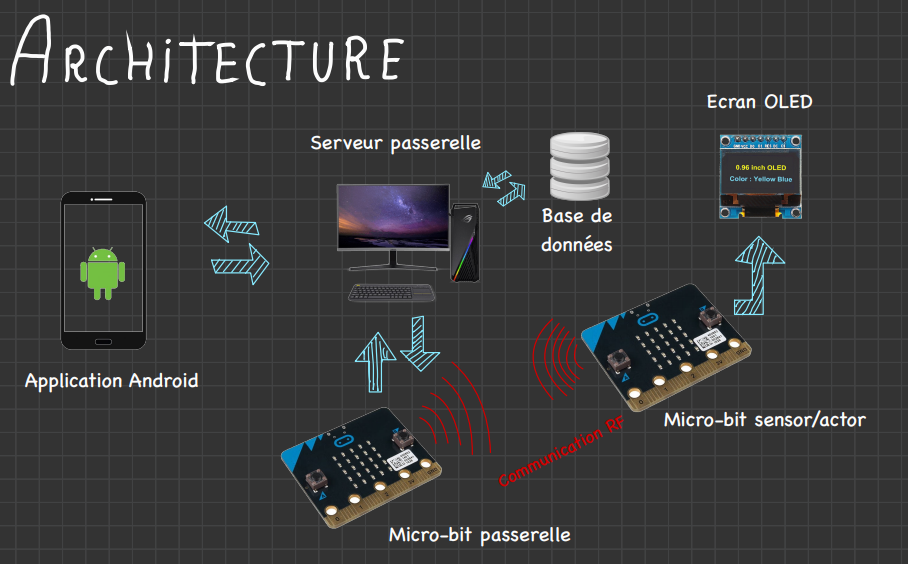 ARCHITECTURE
Ecran OLED
Serveur passerelle
0.96 inch OLED
Color : Yellow Blue
Base de
données
Application Android
Micro-bit sensor/actor
Communication RF
Micro-bit passerelle